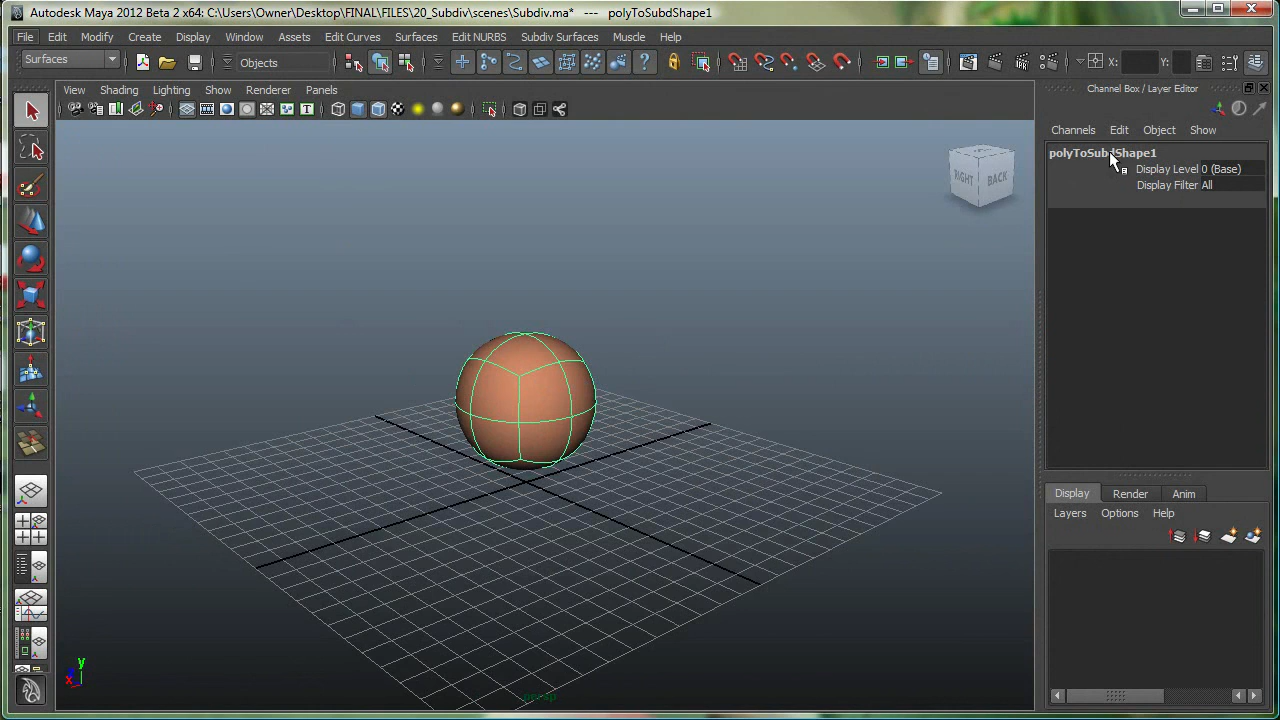 Autodesk Maya 2012 Beta 2 x64: C:\Users\Owner\Desktop\FINAL\FILES\20_Subdiv\scenes\Subdiv.ma* --- polyToSubdShape1
File Edit Modify Create Display Window Assets Edit Curves Surfaces Edit NURBS Subdiv Surfaces Muscle Help
Surfaces Objects X: Y:
Channel Box / Layer Editor
View Shading Lighting Show Renderer Panels
Channels Edit Object Show
polyToSubdShape1
Display Level 0 (Base)
Display Filter All
RIGHT BACK
Display Render Anim
Layers Options Help
y
x
persp